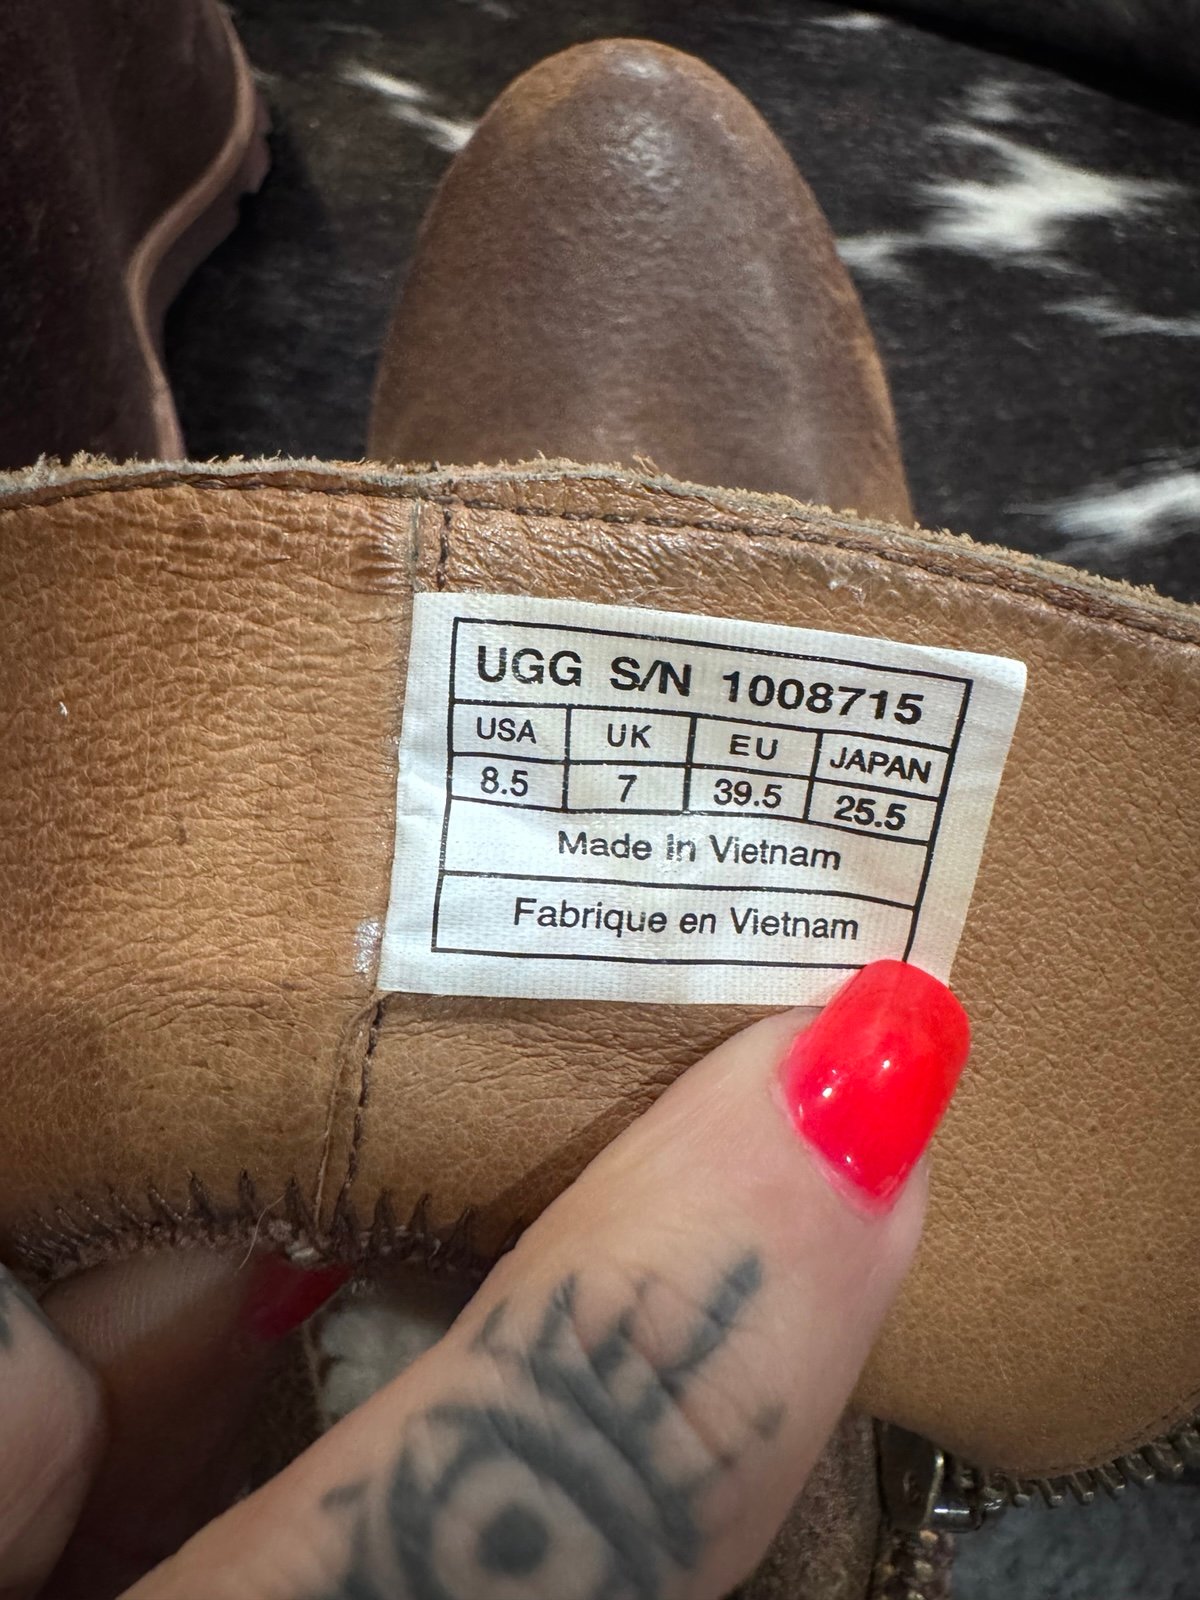 UGG S/N 1008715
USA UK EU JAPAN
8.5 7 39.5 25.5
Made In Vietnam
Fabrique en Vietnam